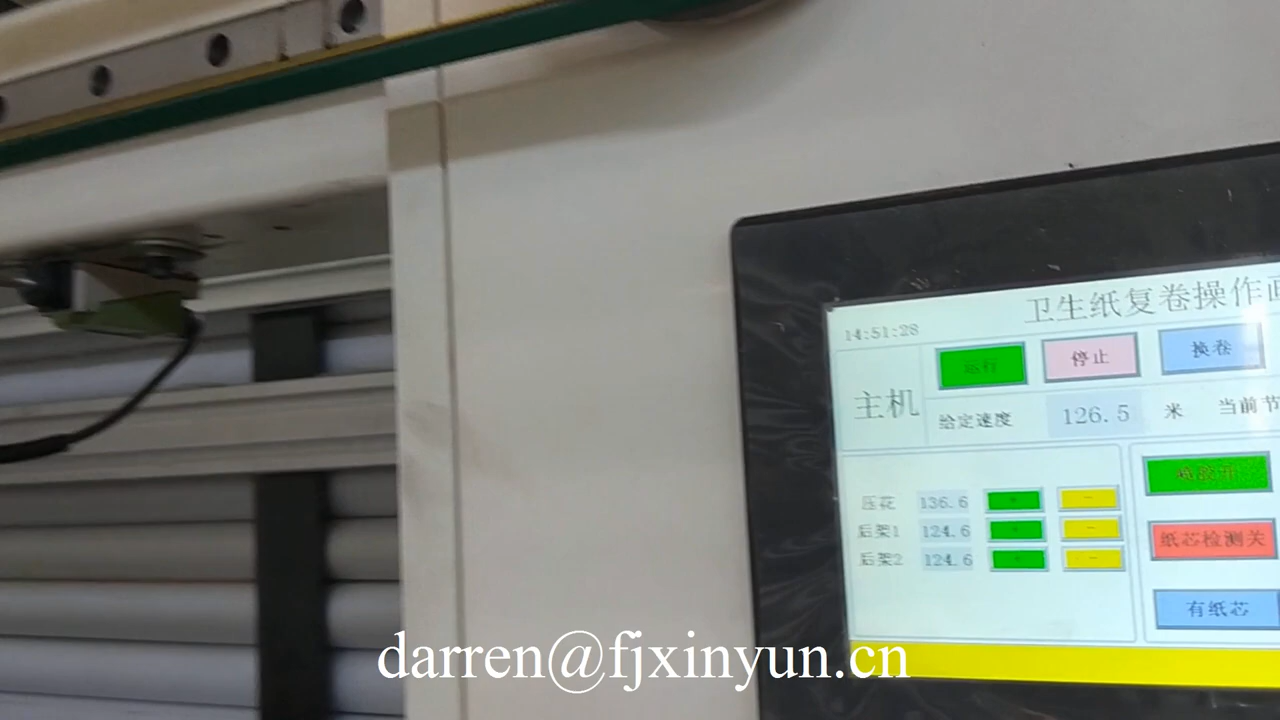 卫生纸复卷操作
14:51:28
运行 停止 换卷
主机
给定速度 126.5 米 当前节
压花 136.6 + -
后架1 124.6 + -
后架2 124.6 + -
纸芯检测关
有纸芯
darren@fjxinyun.cn